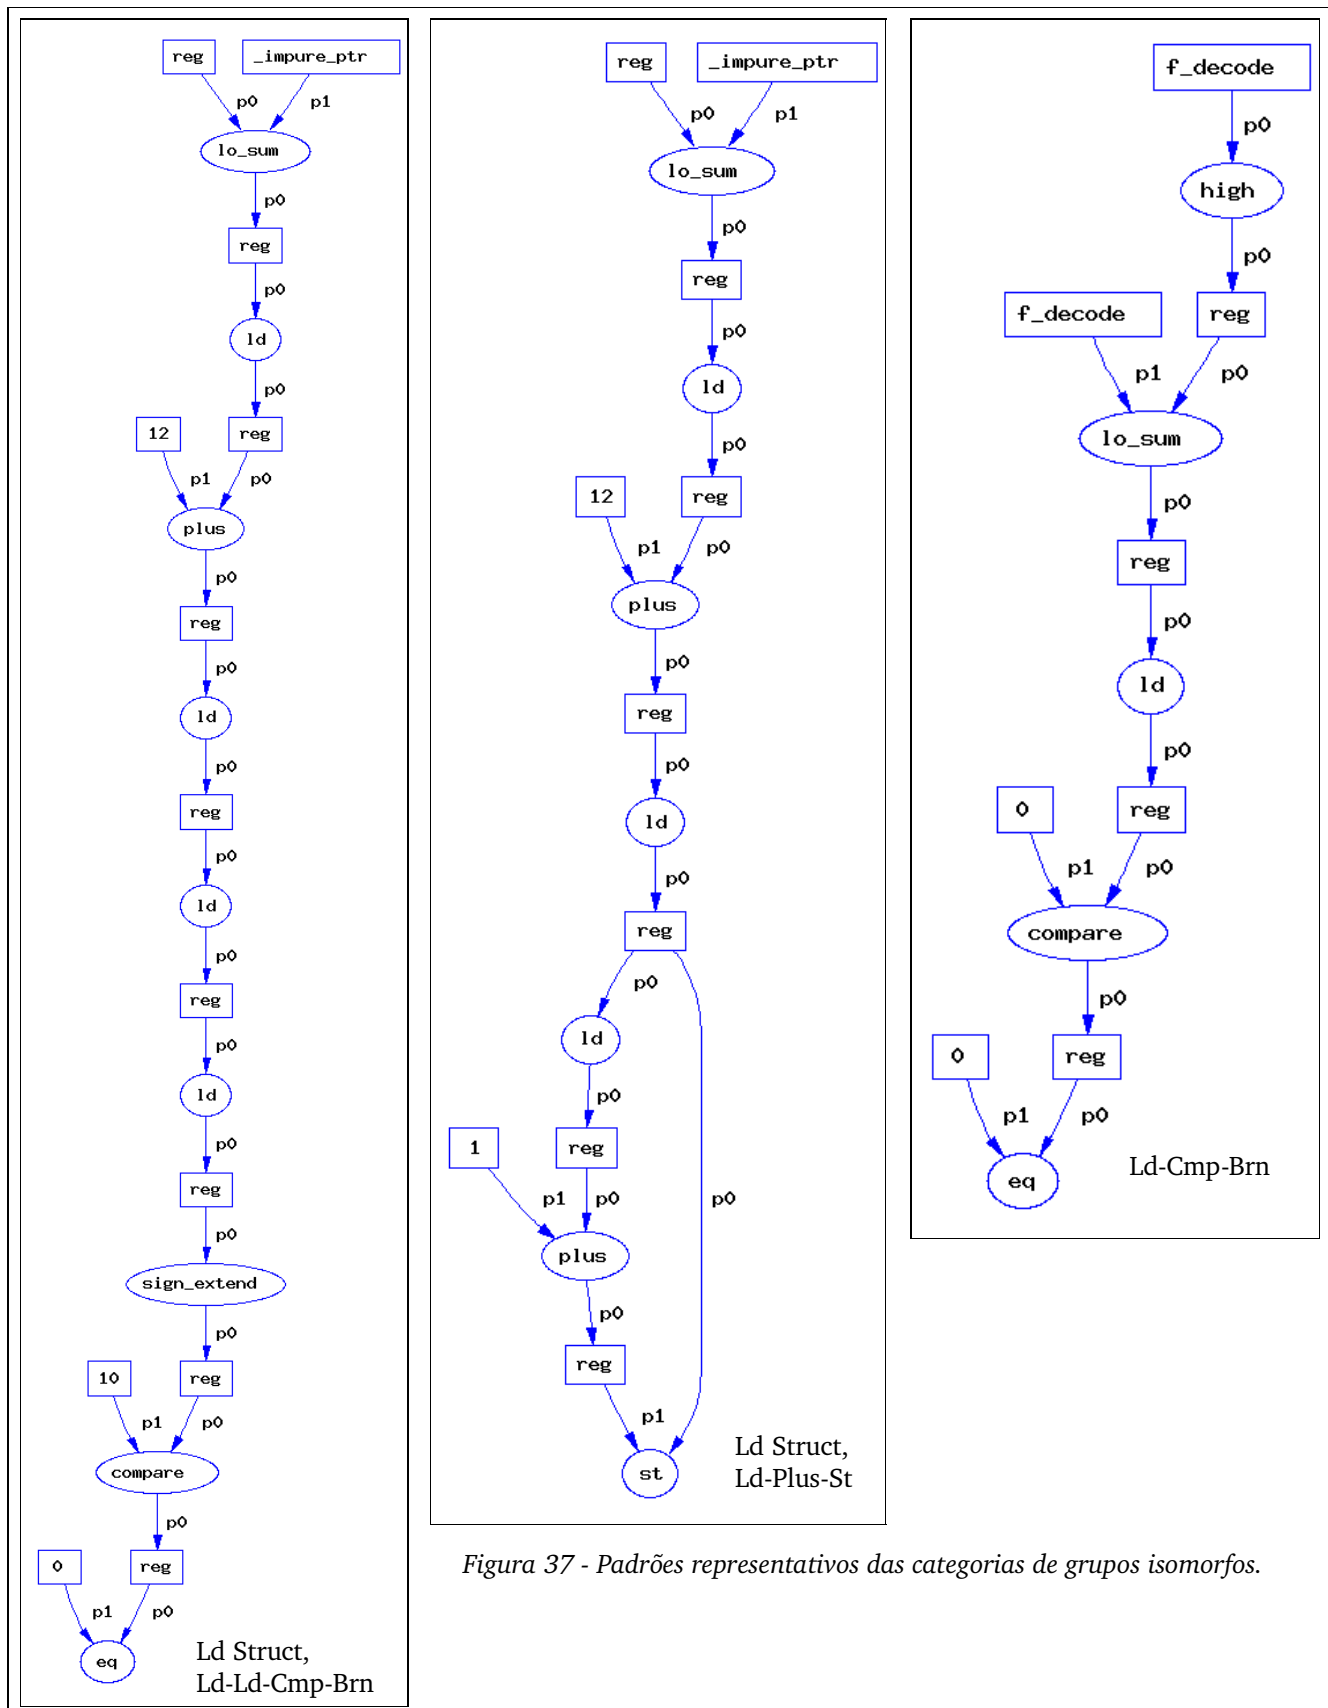 reg
_impure_ptr
p0
p1
lo_sum
p0
reg
p0
ld
p0
12
reg
p1
p0
plus
p0
reg
p0
ld
p0
reg
p0
ld
p0
reg
p0
ld
p0
reg
p0
sign_extend
p0
10
reg
p1
p0
compare
p0
0
reg
p1
p0
eq
Ld Struct,
Ld-Ld-Cmp-Brn
reg
_impure_ptr
p0
p1
lo_sum
p0
reg
p0
ld
p0
12
reg
p1
p0
plus
p0
reg
p0
ld
p0
reg
p0
ld
p0
1
reg
p1
p0
p0
plus
p0
reg
p1
st
Ld Struct,
Ld-Plus-St
f_decode
p0
high
p0
f_decode
reg
p1
p0
lo_sum
p0
reg
p0
ld
p0
0
reg
p1
p0
compare
p0
0
reg
p1
p0
eq
Ld-Cmp-Brn
Figura 37 - Padrões representativos das categorias de grupos isomorfos.